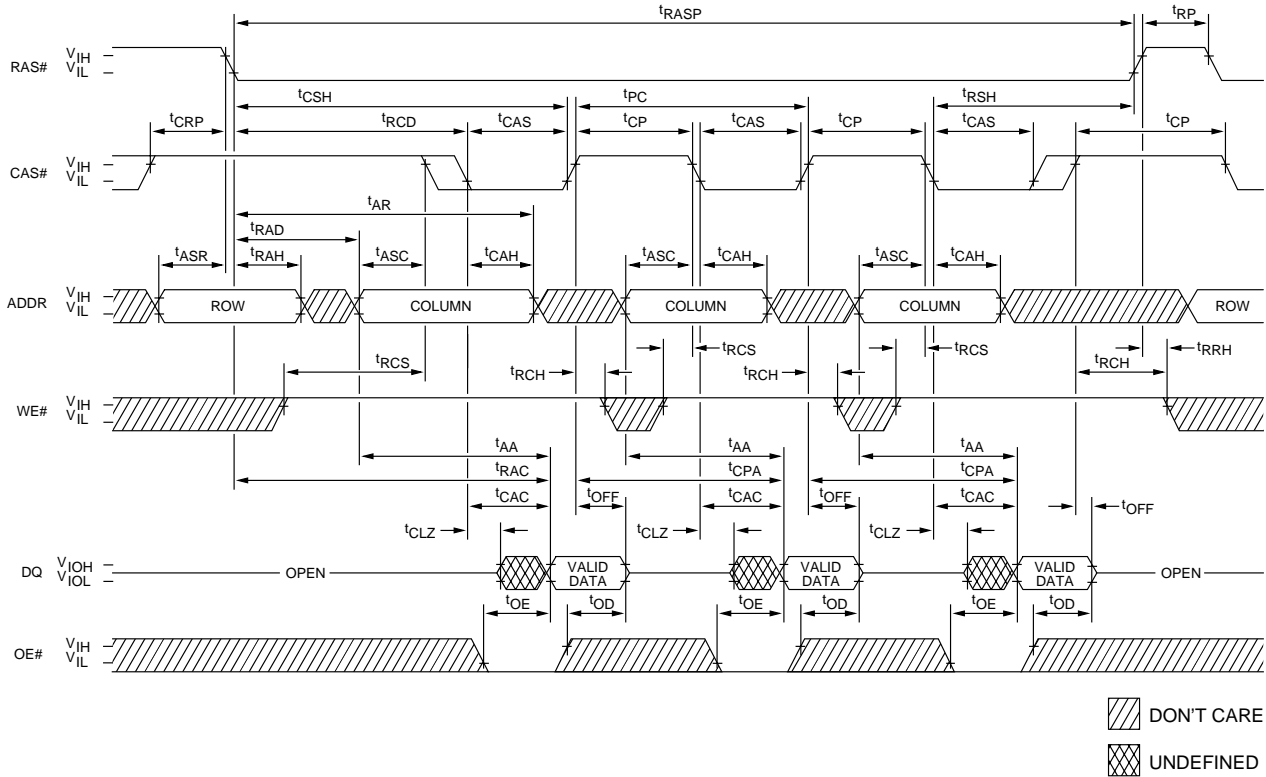 tRASP tRP
RAS# VIH
VIL
tCSH tPC tRSH
tCRP tRCD tCAS tCP tCAS tCP tCAS tCP
CAS# VIH
VIL
tAR
tRAD
tASR tRAH tASC tCAH tASC tCAH tASC tCAH
ADDR VIH
VIL ROW COLUMN COLUMN COLUMN ROW
tRCS tRCS tRCS tRRH
tRCH tRCH tRCH
WE# VIH
VIL
tAA tAA tAA
tRAC tCPA tCPA
tCAC tOFF tCAC tOFF tCAC tOFF
tCLZ tCLZ tCLZ
DQ VIOH
VIOL OPEN VALID DATA VALID DATA VALID DATA OPEN
tOE tOD tOE tOD tOE tOD
OE# VIH
VIL
DON'T CARE
UNDEFINED